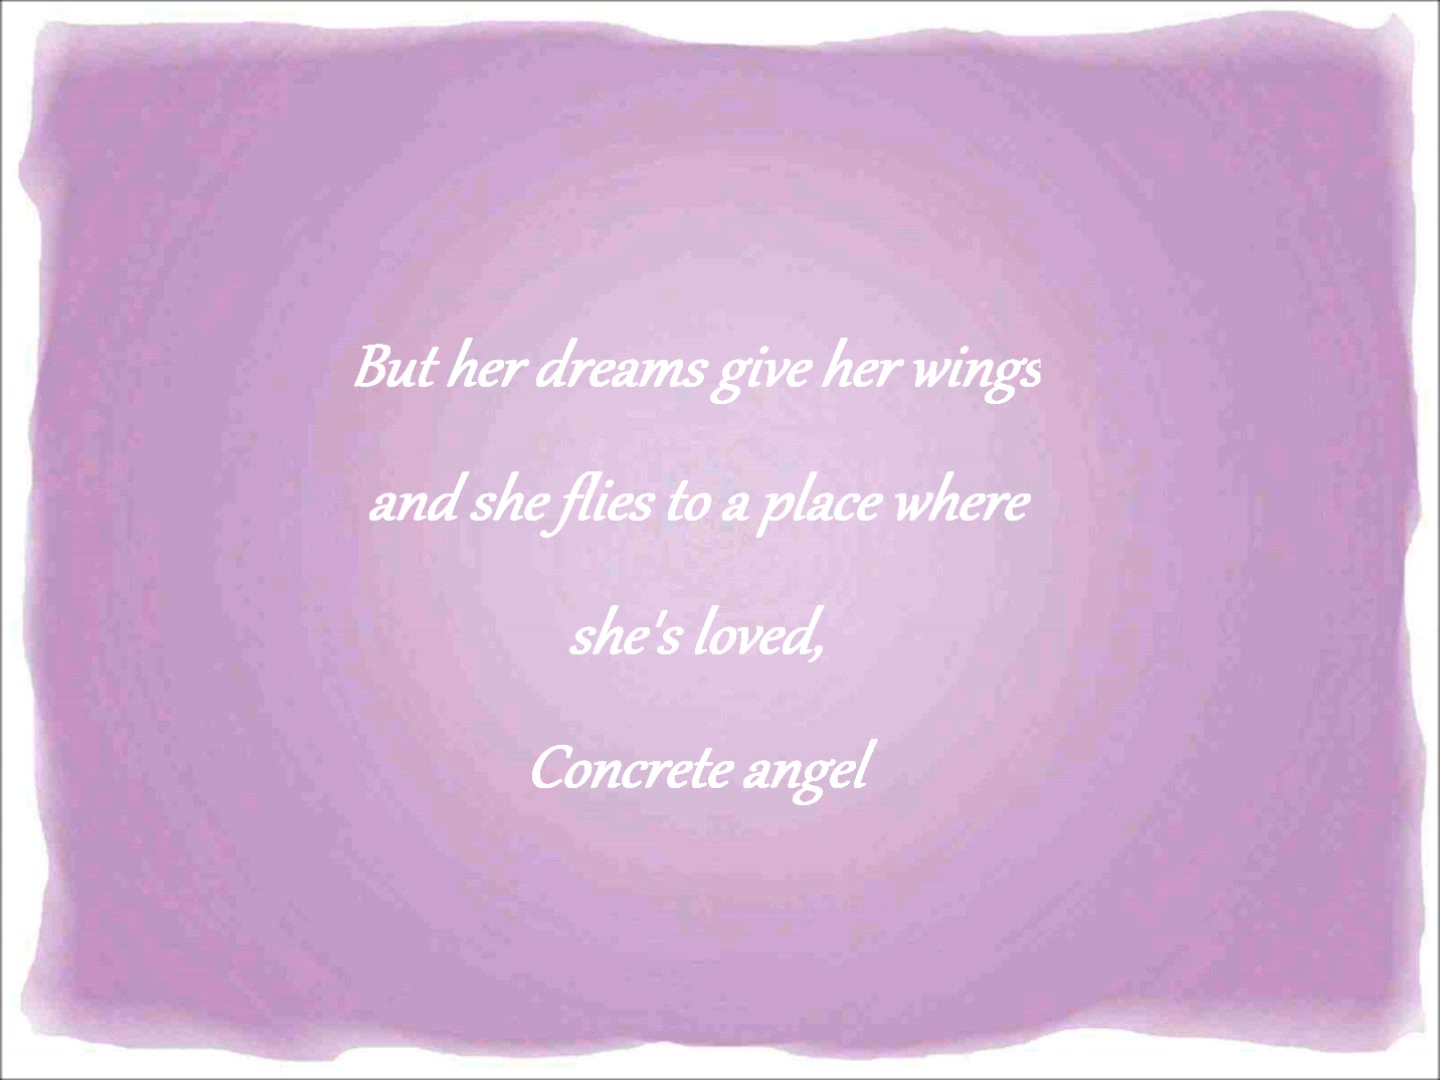 But her dreams give her wings
and she flies to a place where
she's loved,
Concrete angel